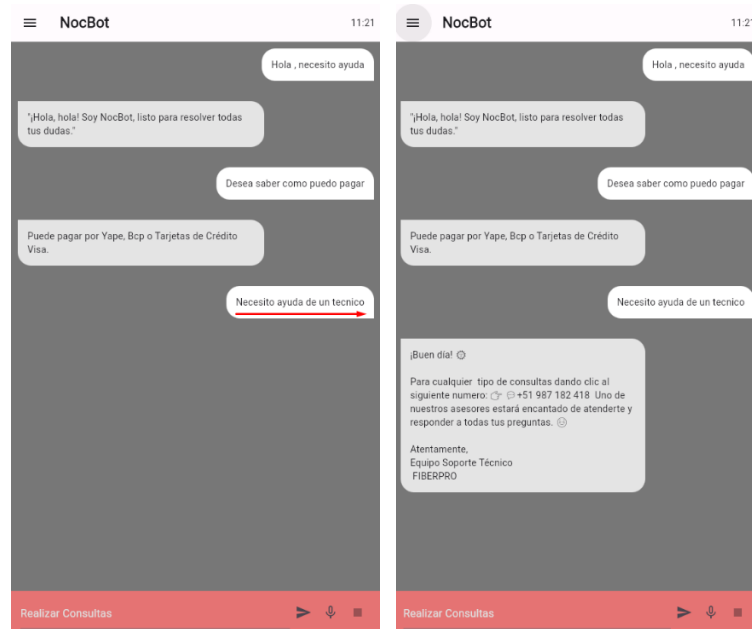 NocBot
11:21
Hola , necesito ayuda
"¡Hola, hola! Soy NocBot, listo para resolver todas
tus dudas."
Desea saber como puedo pagar
Puede pagar por Yape, Bcp o Tarjetas de Crédito
Visa.
Necesito ayuda de un tecnico
Realizar Consultas
NocBot
11:21
Hola , necesito ayuda
"¡Hola, hola! Soy NocBot, listo para resolver todas
tus dudas."
Desea saber como puedo pagar
Puede pagar por Yape, Bcp o Tarjetas de Crédito
Visa.
Necesito ayuda de un tecnico
¡Buen día!
Para cualquier tipo de consultas dando clic al
siguiente numero: +51 987 182 418 Uno de
nuestros asesores estará encantado de atenderte y
responder a todas tus preguntas.
Atentamente,
Equipo Soporte Técnico
FIBERPRO
Realizar Consultas